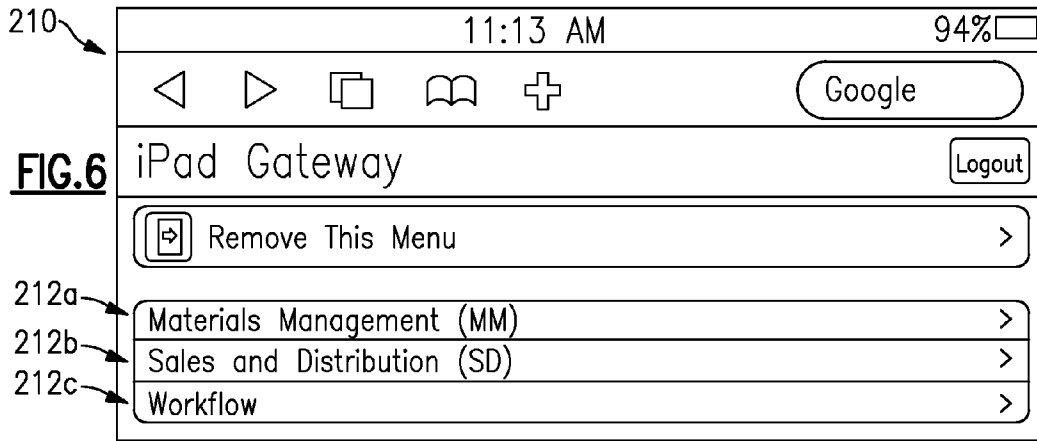 210
11:13 AM 94%
Google
FIG.6
iPad Gateway Logout
Remove This Menu >
212a
Materials Management (MM) >
212b
Sales and Distribution (SD) >
212c
Workflow >